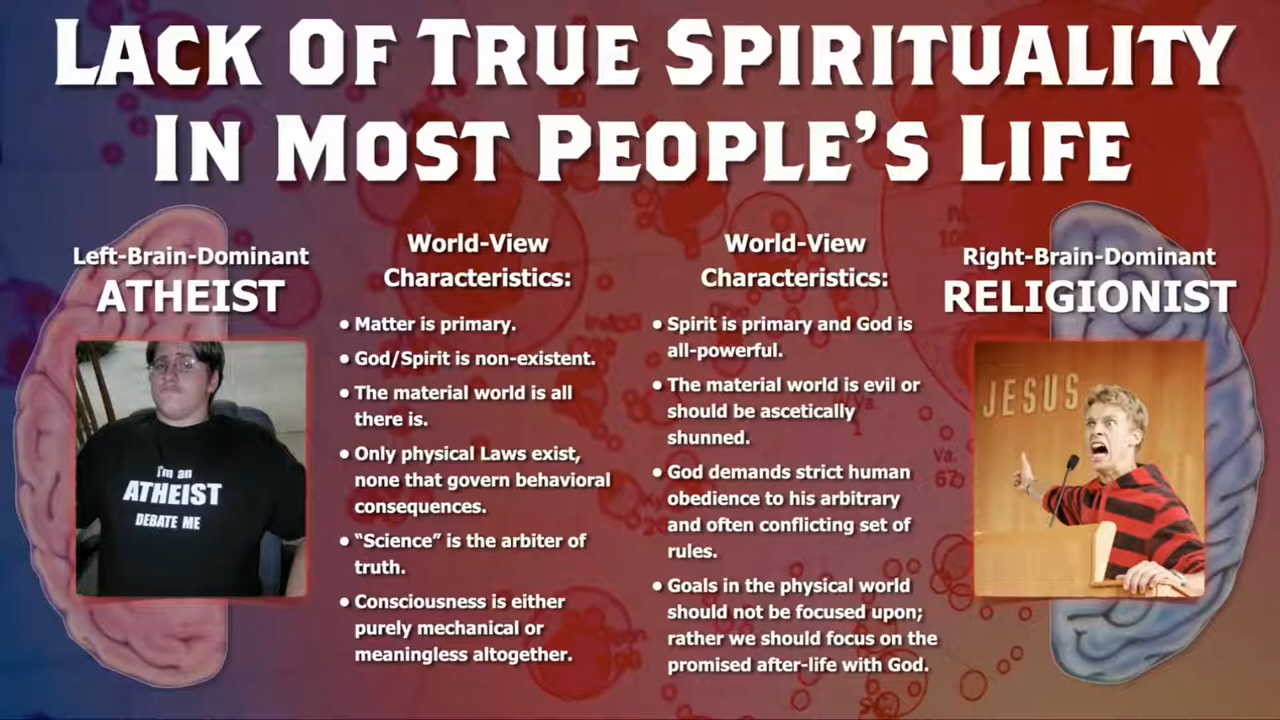 LACK OF TRUE SPIRITUALITY
IN MOST PEOPLE'S LIFE
Left-Brain-Dominant
ATHEIST
I'm an
ATHEIST
DEBATE ME
World-View
Characteristics:
• Matter is primary.
• God/Spirit is non-existent.
• The material world is all
there is.
• Only physical Laws exist,
none that govern behavioral
consequences.
• “Science” is the arbiter of
truth.
• Consciousness is either
purely mechanical or
meaningless altogether.
World-View
Characteristics:
• Spirit is primary and God is
all-powerful.
• The material world is evil or
should be ascetically
shunned.
• God demands strict human
obedience to his arbitrary
and often conflicting set of
rules.
• Goals in the physical world
should not be focused upon;
rather we should focus on the
promised after-life with God.
Right-Brain-Dominant
RELIGIONIST
JESUS